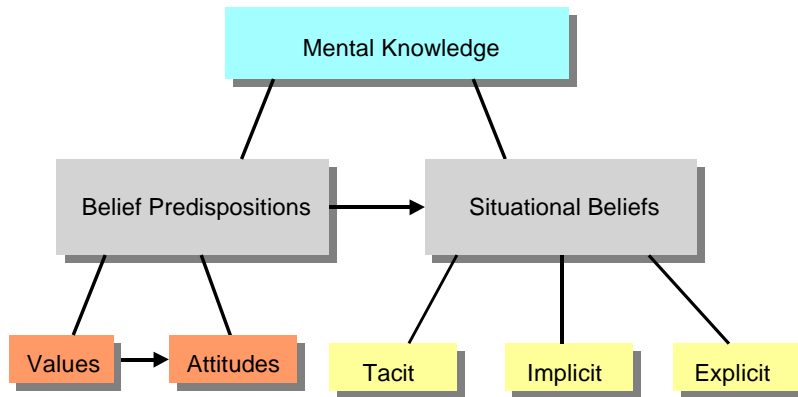 Mental Knowledge
Belief Predispositions
Situational Beliefs
Values
Attitudes
Tacit
Implicit
Explicit